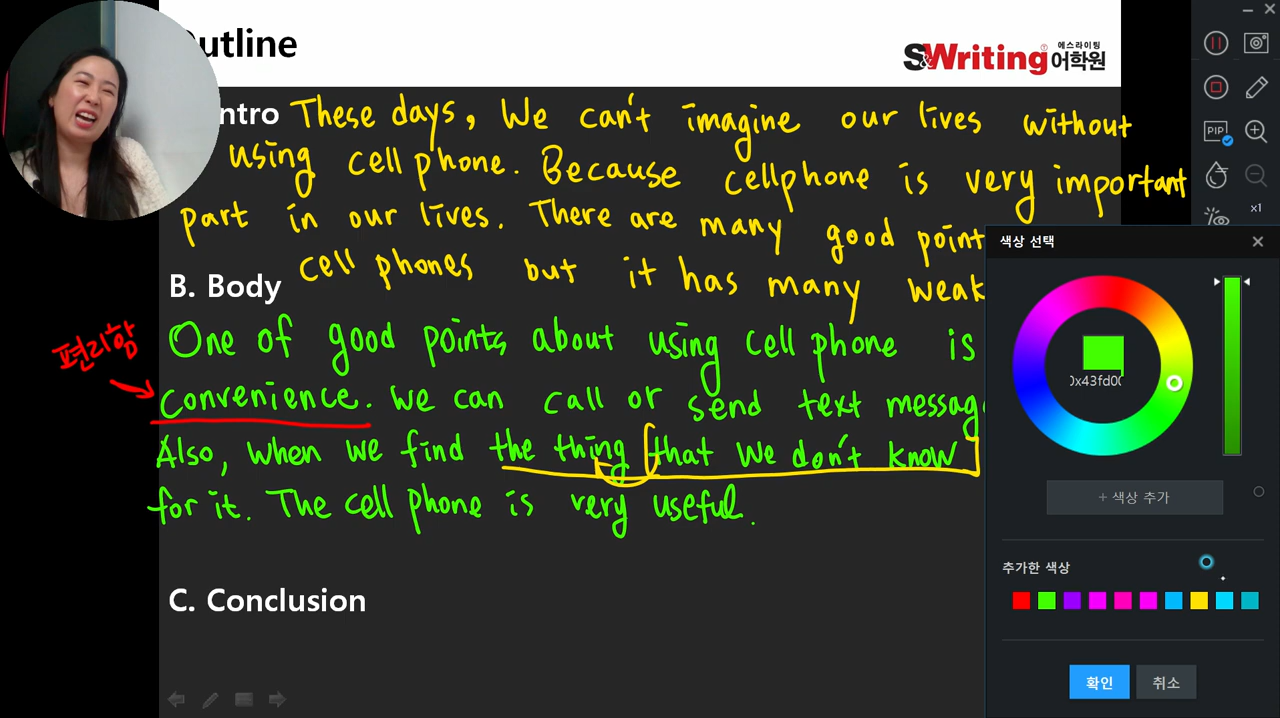 Outline
S&Writing 에스라이팅 어학원
Intro These days, We can't imagine our lives without
using cell phone. Because cellphone is very important
part in our lives. There are many good point
cell phones but it has many weak
B. Body
편리함
One of good points about using cell phone is
convenience. We can call or send text messag
Also, when we find the thing that we don't know
for it. The cell phone is very useful.
C. Conclusion
PIP
x1
색상 선택
0x43fd00
+ 색상 추가
추가한 색상
확인 취소